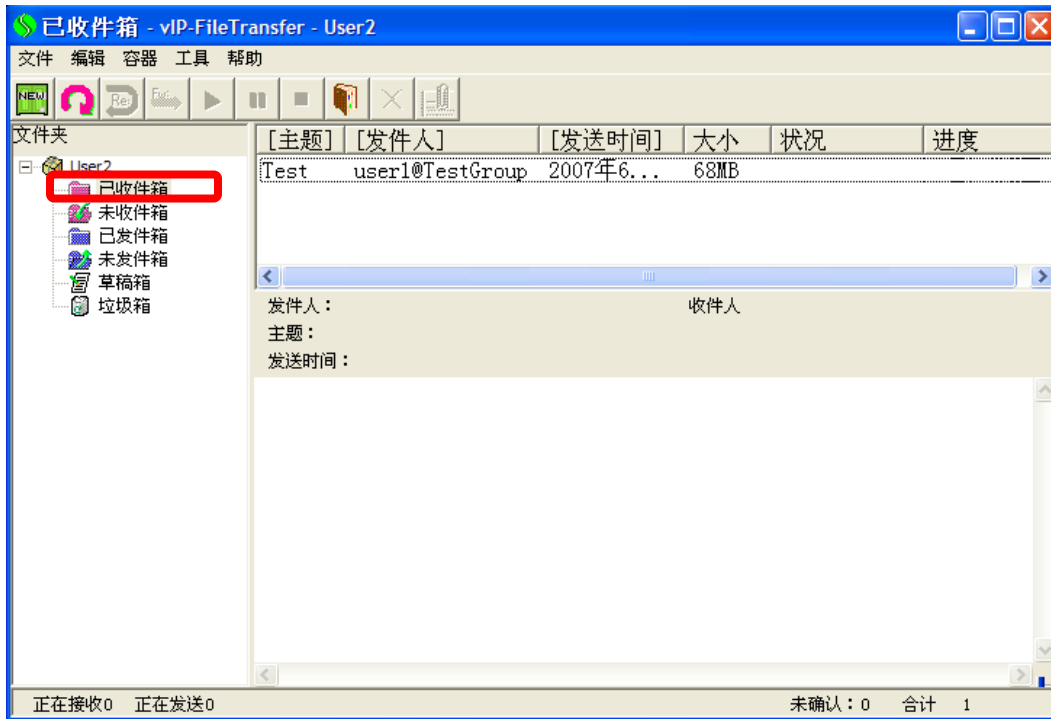 已收件箱 - vIP-FileTransfer - User2
文件 编辑 容器 工具 帮助
NEW Re: Fwd:
文件夹
[主题] [发件人] [发送时间] 大小 状况 进度
User2
Test user1@TestGroup 2007年6... 68MB
已收件箱
未收件箱
已发件箱
未发件箱
草稿箱
垃圾箱
发件人： 收件人
主题：
发送时间：
正在接收0 正在发送0 未确认：0 合计 1